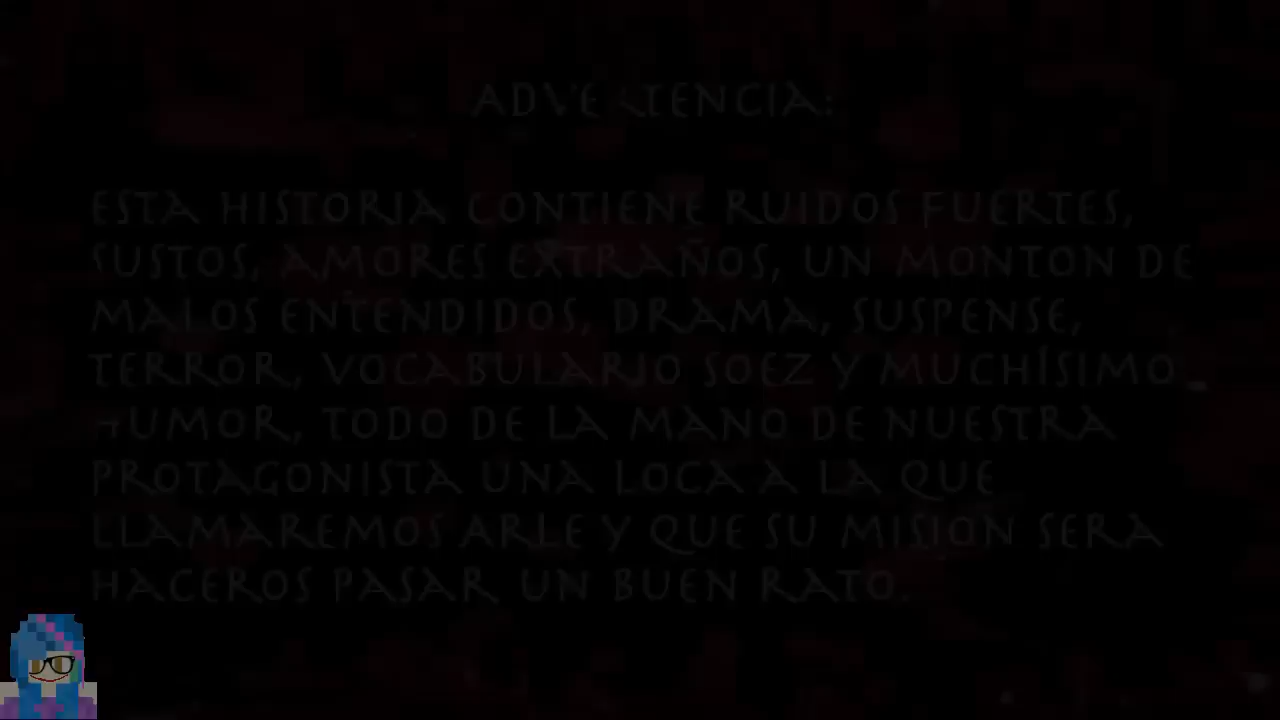 ADVERTENCIA:
ESTA HISTORIA CONTIENE RUIDOS FUERTES,
SUSTOS, AMORES EXTRAÑOS, UN MONTON DE
MALOS ENTENDIDOS, DRAMA, SUSPENSE,
TERROR, VOCABULARIO SOEZ Y MUCHÍSIMO
HUMOR, TODO DE LA MANO DE NUESTRA
PROTAGONISTA UNA LOCA A LA QUE
LLAMAREMOS ARLE Y QUE SU MISION SERA
HACEROS PASAR UN BUEN RATO.